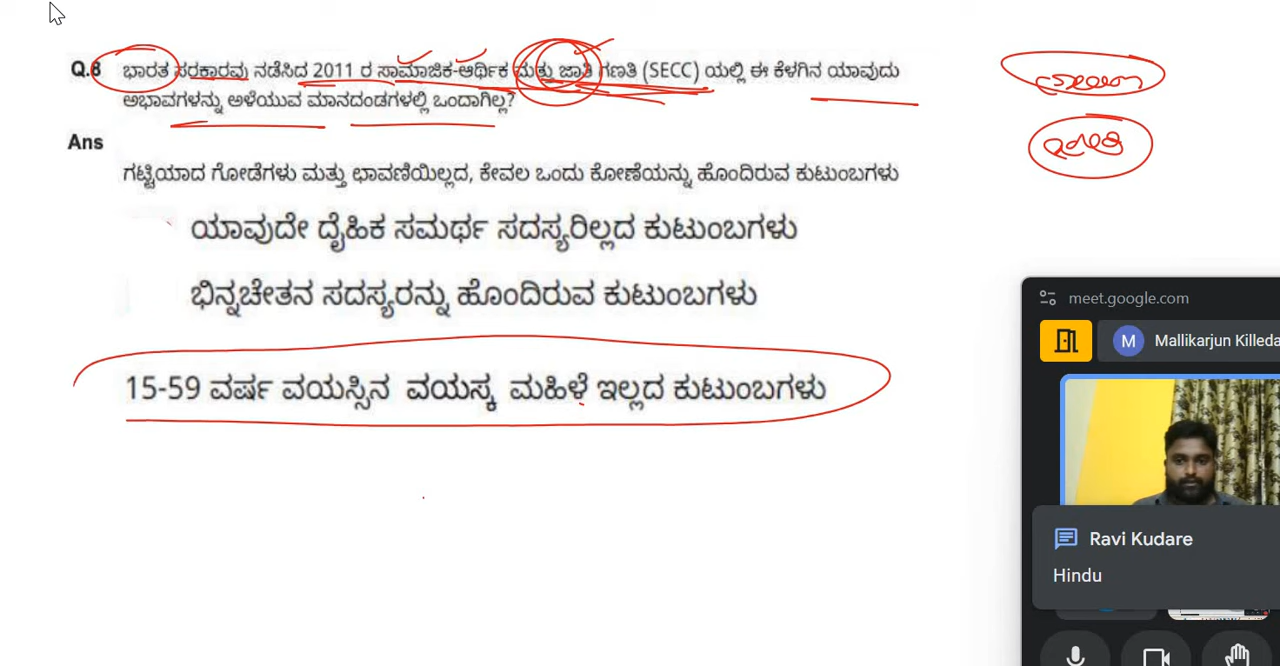 Q.8 ಭಾರತ ಸರಕಾರವು ನಡೆಸಿದ 2011 ರ ಸಾಮಾಜಿಕ-ಆರ್ಥಿಕ ಮತ್ತು ಜಾತಿ ಗಣತಿ (SECC) ಯಲ್ಲಿ ಈ ಕೆಳಗಿನ ಯಾವುದು
ಅಭಾವಗಳನ್ನು ಅಳೆಯುವ ಮಾನದಂಡಗಳಲ್ಲಿ ಒಂದಾಗಿಲ್ಲ?
Ans
ಗಟ್ಟಿಯಾದ ಗೋಡೆಗಳು ಮತ್ತು ಛಾವಣಿಯಿಲ್ಲದ, ಕೇವಲ ಒಂದು ಕೋಣೆಯನ್ನು ಹೊಂದಿರುವ ಕುಟುಂಬಗಳು
ಯಾವುದೇ ದೈಹಿಕ ಸಮರ್ಥ ಸದಸ್ಯರಿಲ್ಲದ ಕುಟುಂಬಗಳು
ಭಿನ್ನಚೇತನ ಸದಸ್ಯರನ್ನು ಹೊಂದಿರುವ ಕುಟುಂಬಗಳು
15-59 ವರ್ಷ ವಯಸ್ಸಿನ ವಯಸ್ಕ ಮಹಿಳೆ ಇಲ್ಲದ ಕುಟುಂಬಗಳು
meet.google.com
M Mallikarjun Killeda
Ravi Kudare
Hindu